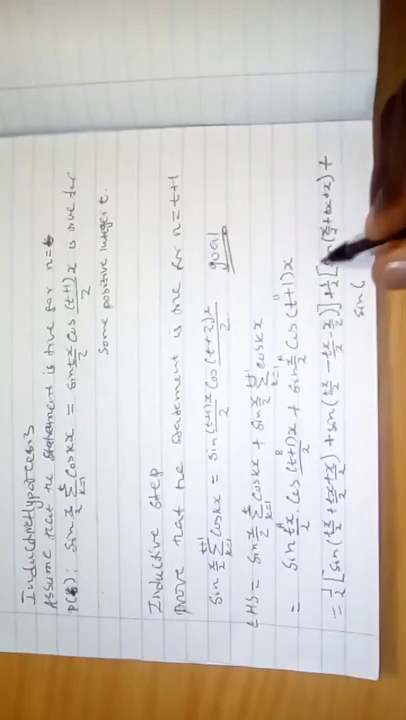 Inductive Hypothesis
Assume that the statement is true for n=t
P(t): sin x/2 ∑_{k=1}^{t} cos kx = sin tx/2 cos (t+1)x/2 is true for
some positive integer t.
Inductive Step
Prove that the statement is true for n = t+1
sin x/2 ∑_{k=1}^{t+1} cos kx = sin (t+1)x/2 cos (t+2)x/2 goal
LHS = sin x/2 ∑_{k=1}^{t} cos kx + sin x/2 ∑_{k=1}^{t+1} cos kx
= sin tx/2 . cos (t+1)x/2 + sin x/2 cos (t+1)x
= 1/2 [sin (tx/2 + tx/2 + x/2) + sin (tx/2 - tx/2 - x/2)] + 1/2 [sin (x/2 + tx + x) +
sin (